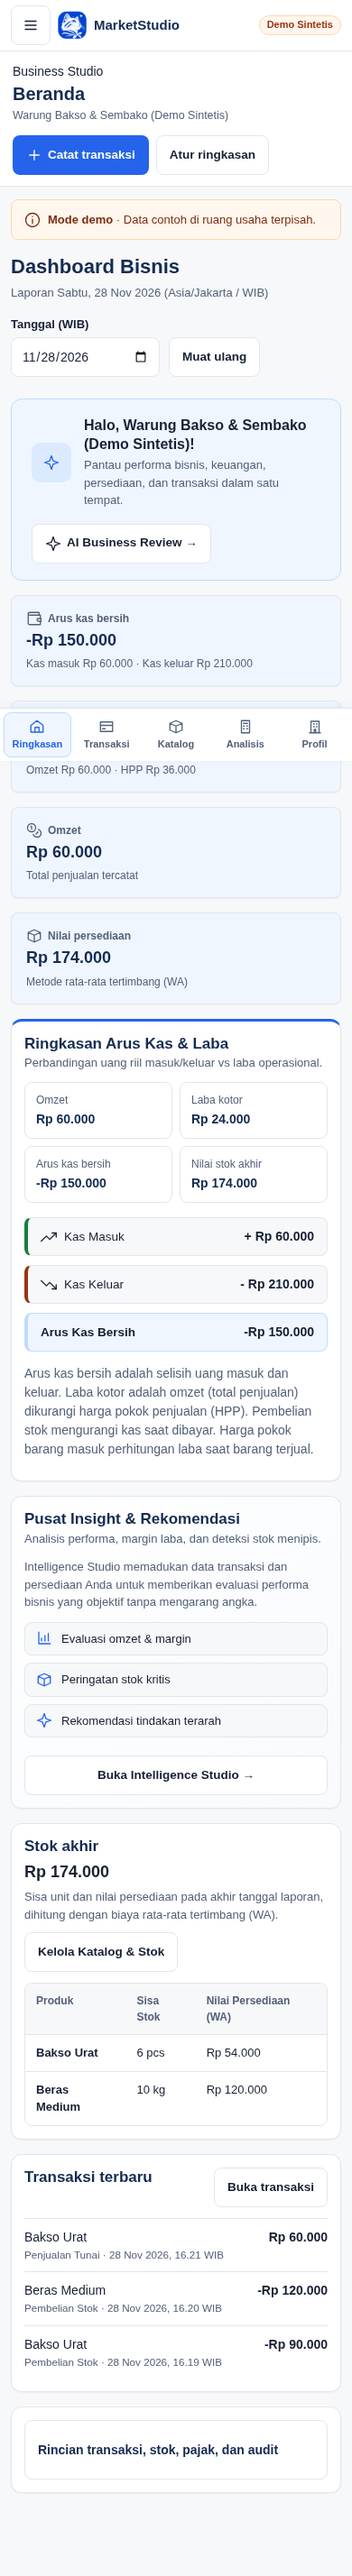 MarketStudio
Demo Sintetis
Business Studio
Beranda
Warung Bakso & Sembako (Demo Sintetis)
Catat transaksi
Atur ringkasan
Mode demo · Data contoh di ruang usaha terpisah.
Dashboard Bisnis
Laporan Sabtu, 28 Nov 2026 (Asia/Jakarta / WIB)
Tanggal (WIB)
11/28/2026
Muat ulang
Halo, Warung Bakso & Sembako
(Demo Sintetis)!
Pantau performa bisnis, keuangan,
persediaan, dan transaksi dalam satu
tempat.
AI Business Review →
Arus kas bersih
-Rp 150.000
Kas masuk Rp 60.000 · Kas keluar Rp 210.000
Ringkasan
Transaksi
Katalog
Analisis
Profil
Omzet Rp 60.000 · HPP Rp 36.000
Omzet
Rp 60.000
Total penjualan tercatat
Nilai persediaan
Rp 174.000
Metode rata-rata tertimbang (WA)
Ringkasan Arus Kas & Laba
Perbandingan uang riil masuk/keluar vs laba operasional.
Omzet
Rp 60.000
Laba kotor
Rp 24.000
Arus kas bersih
-Rp 150.000
Nilai stok akhir
Rp 174.000
Kas Masuk
+ Rp 60.000
Kas Keluar
- Rp 210.000
Arus Kas Bersih
-Rp 150.000
Arus kas bersih adalah selisih uang masuk dan
keluar. Laba kotor adalah omzet (total penjualan)
dikurangi harga pokok penjualan (HPP). Pembelian
stok mengurangi kas saat dibayar. Harga pokok
barang masuk perhitungan laba saat barang terjual.
Pusat Insight & Rekomendasi
Analisis performa, margin laba, dan deteksi stok menipis.
Intelligence Studio memadukan data transaksi dan
persediaan Anda untuk memberikan evaluasi performa
bisnis yang objektif tanpa mengarang angka.
Evaluasi omzet & margin
Peringatan stok kritis
Rekomendasi tindakan terarah
Buka Intelligence Studio →
Stok akhir
Rp 174.000
Sisa unit dan nilai persediaan pada akhir tanggal laporan,
dihitung dengan biaya rata-rata tertimbang (WA).
Kelola Katalog & Stok
Produk
Sisa
Stok
Nilai Persediaan
(WA)
Bakso Urat
6 pcs
Rp 54.000
Beras
Medium
10 kg
Rp 120.000
Transaksi terbaru
Buka transaksi
Bakso Urat
Rp 60.000
Penjualan Tunai · 28 Nov 2026, 16.21 WIB
Beras Medium
-Rp 120.000
Pembelian Stok · 28 Nov 2026, 16.20 WIB
Bakso Urat
-Rp 90.000
Pembelian Stok · 28 Nov 2026, 16.19 WIB
Rincian transaksi, stok, pajak, dan audit